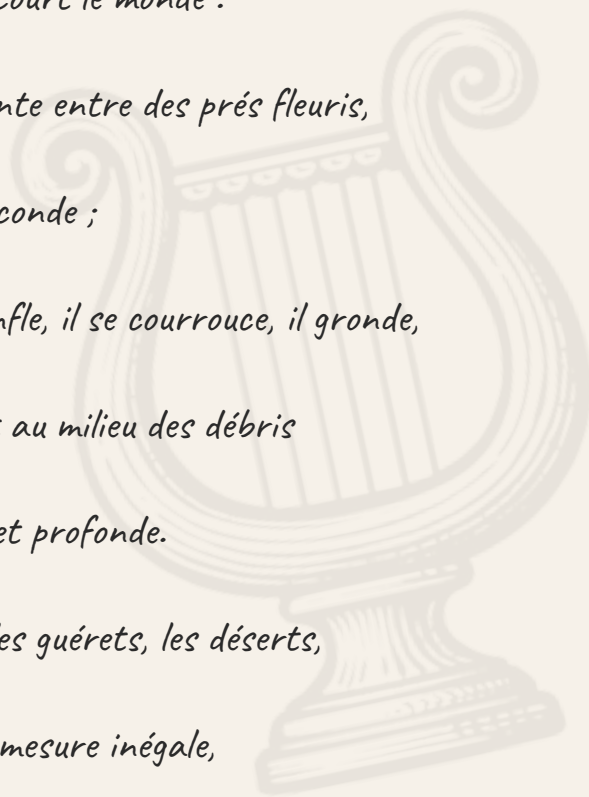 court le monde :
nte entre des prés fleuris,
conde ;
nfle, il se courrouce, il gronde,
au milieu des débris
et profonde.
es guérets, les déserts,
mesure inégale,